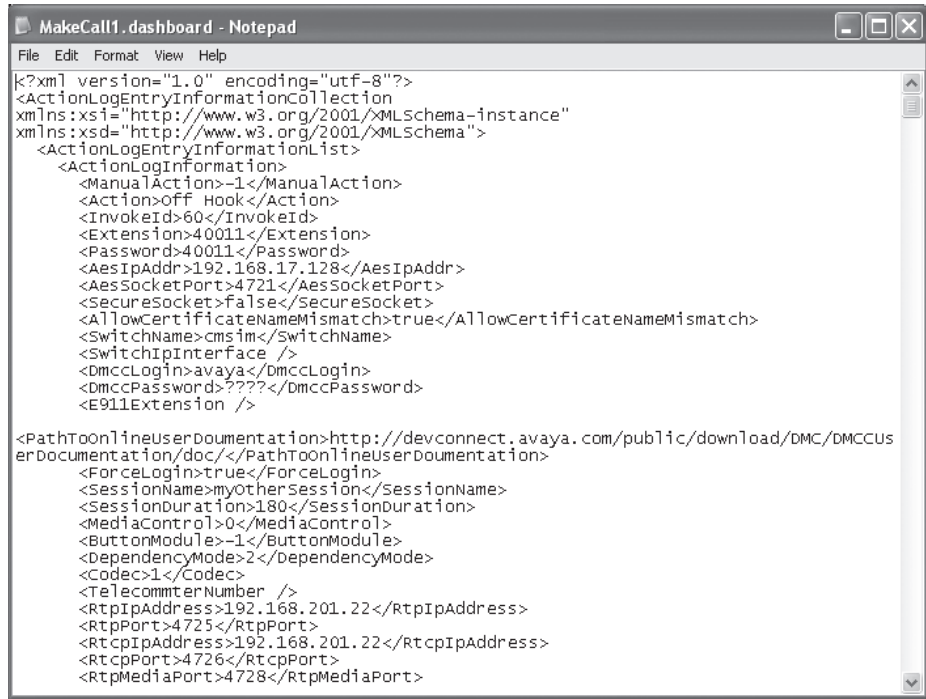 MakeCall1.dashboard - Notepad
File Edit Format View Help
<?xml version="1.0" encoding="utf-8"?>
<ActionLogEntryInformationCollection
xmlns:xsi="http://www.w3.org/2001/XMLSchema-instance"
xmlns:xsd="http://www.w3.org/2001/XMLSchema">
  <ActionLogEntryInformationList>
    <ActionLogInformation>
      <ManualAction>-1</ManualAction>
      <Action>Off Hook</Action>
      <InvokeId>60</InvokeId>
      <Extension>40011</Extension>
      <Password>40011</Password>
      <AesIpAddr>192.168.17.128</AesIpAddr>
      <AesSocketPort>4721</AesSocketPort>
      <SecureSocket>false</SecureSocket>
      <AllowCertificateNameMismatch>true</AllowCertificateNameMismatch>
      <SwitchName>cmsim</SwitchName>
      <SwitchIpInterface />
      <DmccLogin>avaya</DmccLogin>
      <DmccPassword>????</DmccPassword>
      <E911Extension />

<PathToOnlineUserDoumentation>http://devconnect.avaya.com/public/download/DMC/DMCCUs
erDocumentation/doc/</PathToOnlineUserDoumentation>
      <ForceLogin>true</ForceLogin>
      <SessionName>myOtherSession</SessionName>
      <SessionDuration>180</SessionDuration>
      <MediaControl>0</MediaControl>
      <ButtonModule>-1</ButtonModule>
      <DependencyMode>2</DependencyMode>
      <Codec>1</Codec>
      <TelecommterNumber />
      <RtpIpAddress>192.168.201.22</RtpIpAddress>
      <RtpPort>4725</RtpPort>
      <RtcpIpAddress>192.168.201.22</RtcpIpAddress>
      <RtcpPort>4726</RtcpPort>
      <RtpMediaPort>4728</RtpMediaPort>